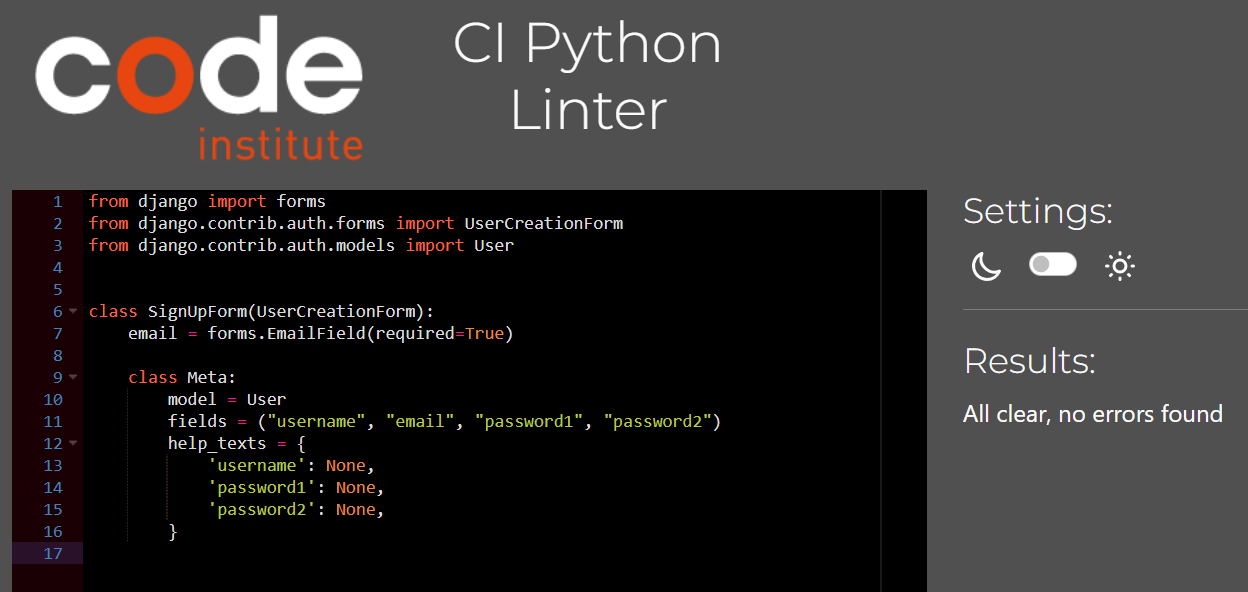 code
institute
CI Python
Linter
1 from django import forms
2 from django.contrib.auth.forms import UserCreationForm
3 from django.contrib.auth.models import User
4
5
6 class SignUpForm(UserCreationForm):
7     email = forms.EmailField(required=True)
8
9     class Meta:
10         model = User
11         fields = ("username", "email", "password1", "password2")
12         help_texts = {
13             'username': None,
14             'password1': None,
15             'password2': None,
16         }
17
Settings:
Results:
All clear, no errors found